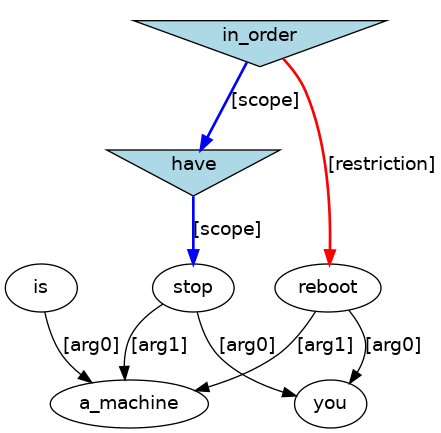 in_order
[scope]
have
[restriction]
[scope]
is
stop
reboot
[arg0]
[arg1]
[arg0]
[arg1]
[arg0]
a_machine
you